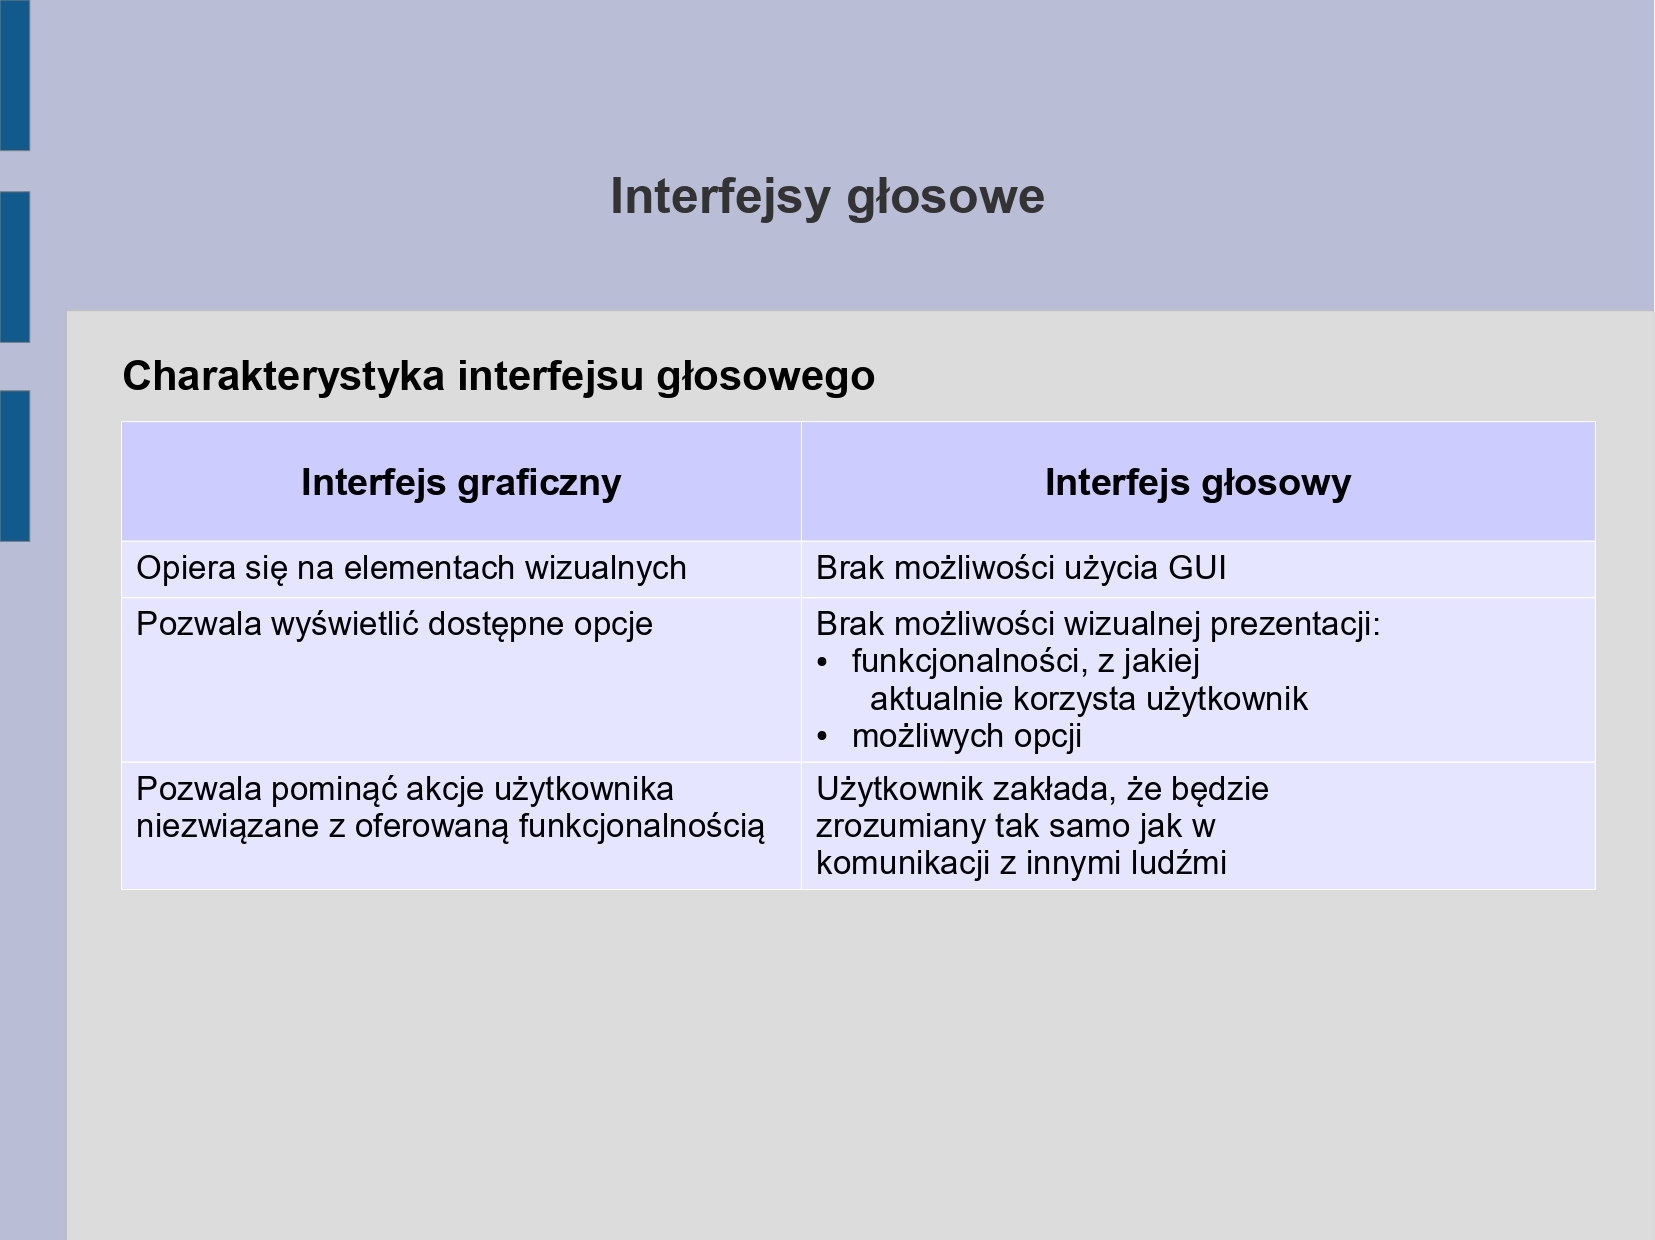 Interfejsy głosowe
Charakterystyka interfejsu głosowego
Interfejs graficzny
Interfejs głosowy
Opiera się na elementach wizualnych
Brak możliwości użycia GUI
Pozwala wyświetlić dostępne opcje
Brak możliwości wizualnej prezentacji:
• funkcjonalności, z jakiej
aktualnie korzysta użytkownik
• możliwych opcji
Pozwala pominąć akcje użytkownika
niezwiązane z oferowaną funkcjonalnością
Użytkownik zakłada, że będzie
zrozumiany tak samo jak w
komunikacji z innymi ludźmi